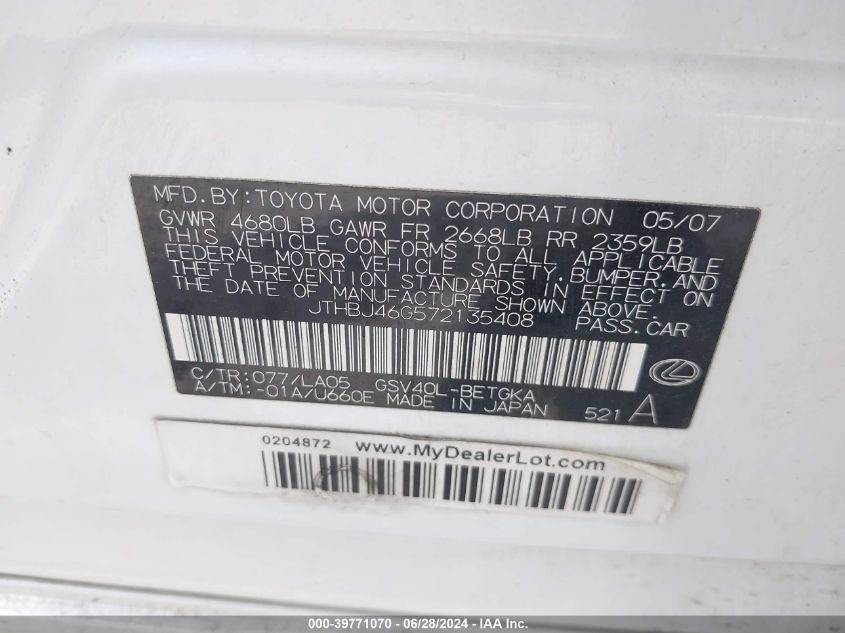 MFD.BY:TOYOTA MOTOR CORPORATION 05/07
GVWR 4680LB GAWR FR 2668LB RR 2359LB
THIS VEHICLE CONFORMS TO ALL APPLICABLE
FEDERAL MOTOR VEHICLE SAFETY.BUMPER.AND
THEFT PREVENTION STANDARDS IN EFFECT ON
THE DATE OF MANUFACTURE SHOWN ABOVE.
JTHBJ46G572135408 PASS.CAR
C/TR:077/LA05 GSV40L-BETGKA
A/TM:-01A/U660E MADE IN JAPAN 521 A
0204872 www.MyDealerLot.com
000-39771070 / 06/28/2024 - IAA Inc.